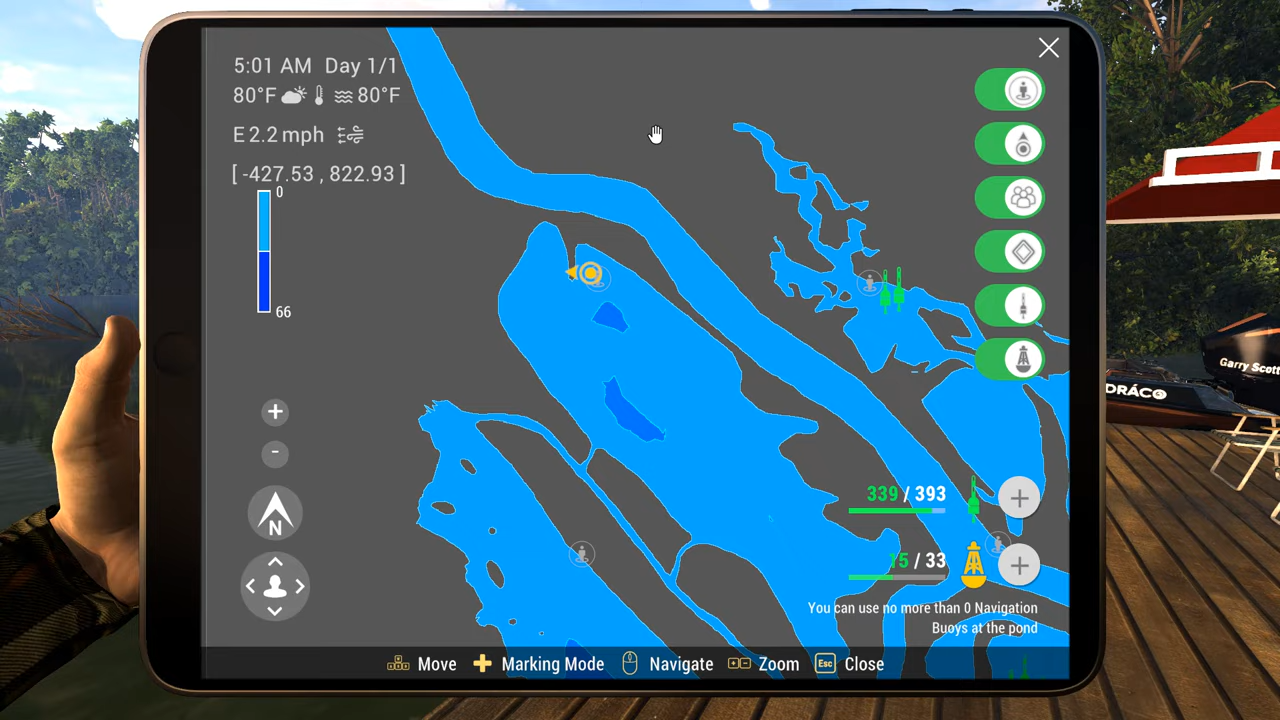 5:01 AM Day 1/1
80°F 80°F
E 2.2 mph
[ -427.53 , 822.93 ]
0
66
+
-
N
Garry Scott
DRÁCO
339 / 393
+
15 / 33
+
You can use no more than 0 Navigation
Buoys at the pond
Move Marking Mode Navigate Zoom Esc Close